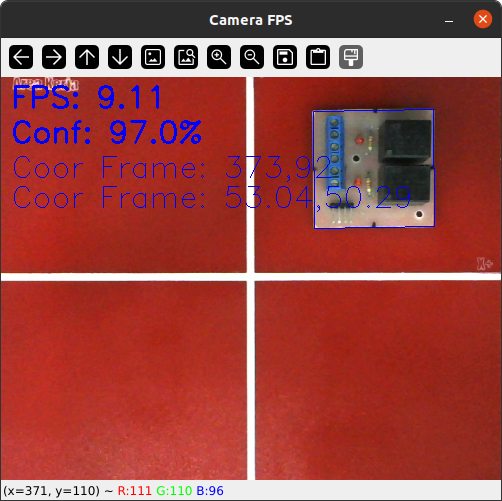 Camera FPS
FPS: 9.11
Conf: 97.0%
Coor Frame: 373,92
Coor Frame: 53.04,50.29
X+
(x=371, y=110) ~ R:111 G:110 B:96